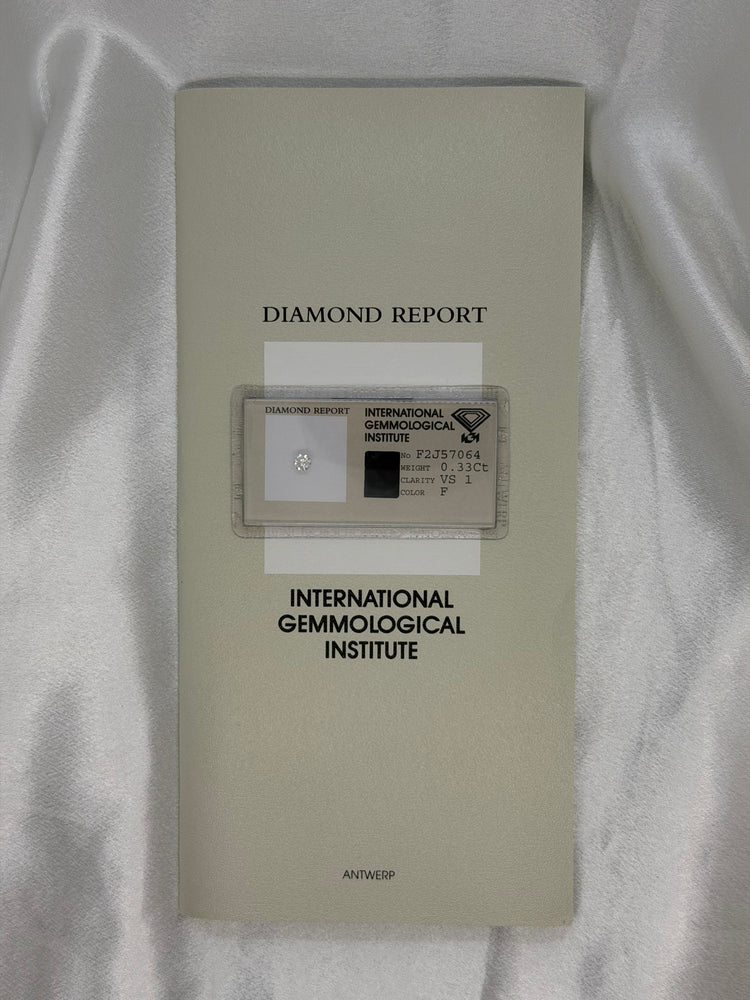 DIAMOND REPORT
DIAMOND REPORT
INTERNATIONAL
GEMMOLOGICAL
INSTITUTE
IGI
No F2J57064
WEIGHT 0.33Ct
CLARITY VS 1
COLOR F
INTERNATIONAL
GEMMOLOGICAL
INSTITUTE
ANTWERP